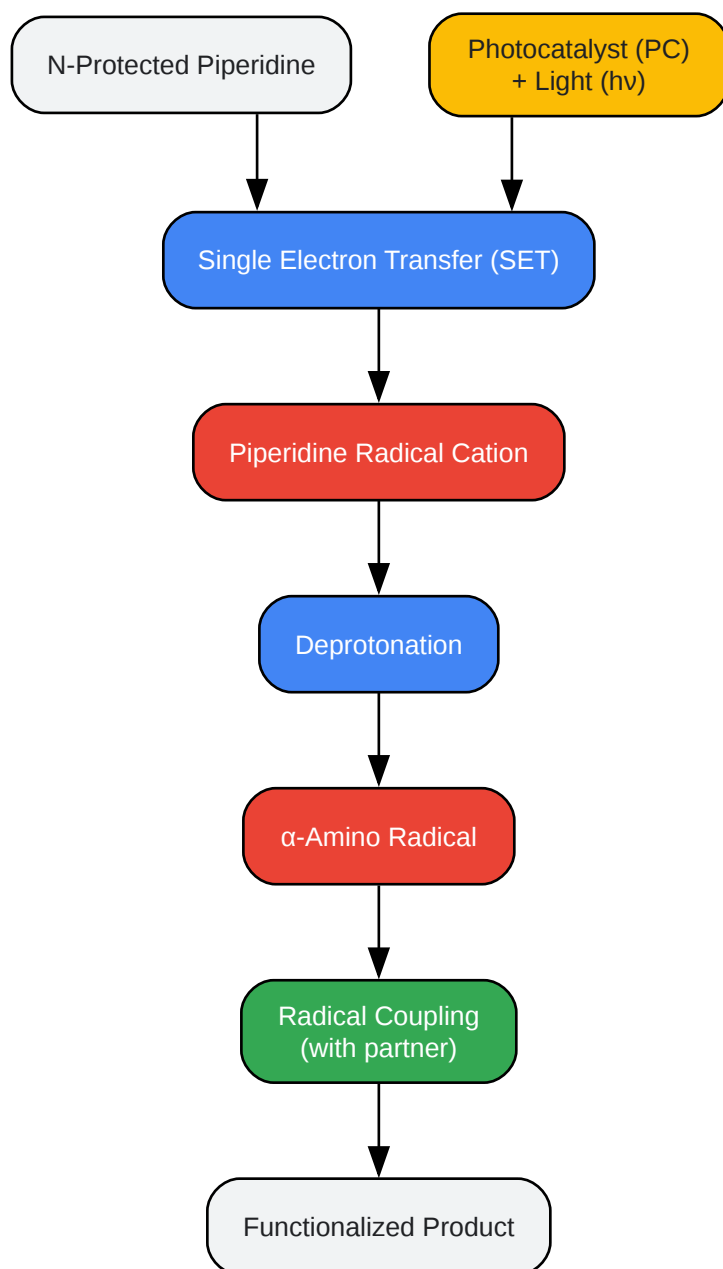 N-Protected Piperidine
Photocatalyst (PC)
+ Light (hν)
Single Electron Transfer (SET)
Piperidine Radical Cation
Deprotonation
α-Amino Radical
Radical Coupling
(with partner)
Functionalized Product